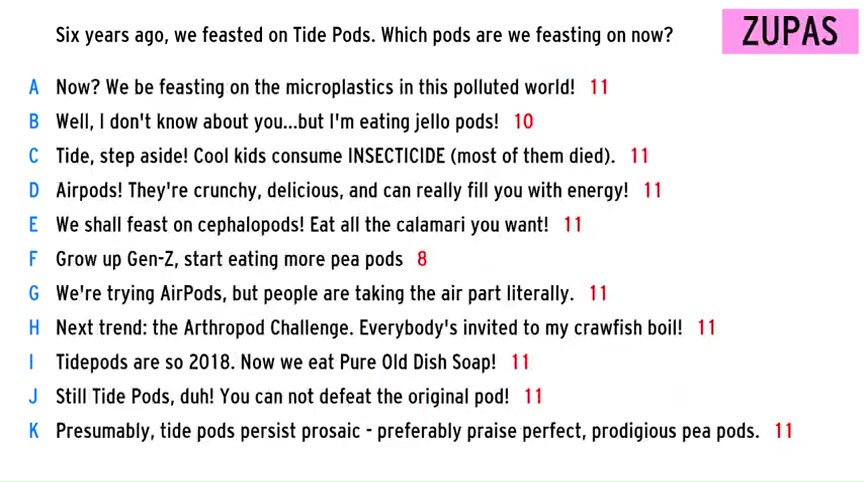 Six years ago, we feasted on Tide Pods. Which pods are we feasting on now?
ZUPAS
A Now? We be feasting on the microplastics in this polluted world! 11
B Well, I don't know about you...but I'm eating jello pods! 10
C Tide, step aside! Cool kids consume INSECTICIDE (most of them died). 11
D Airpods! They're crunchy, delicious, and can really fill you with energy! 11
E We shall feast on cephalopods! Eat all the calamari you want! 11
F Grow up Gen-Z, start eating more pea pods 8
G We're trying AirPods, but people are taking the air part literally. 11
H Next trend: the Arthropod Challenge. Everybody's invited to my crawfish boil! 11
I Tidepods are so 2018. Now we eat Pure Old Dish Soap! 11
J Still Tide Pods, duh! You can not defeat the original pod! 11
K Presumably, tide pods persist prosaic - preferably praise perfect, prodigious pea pods. 11